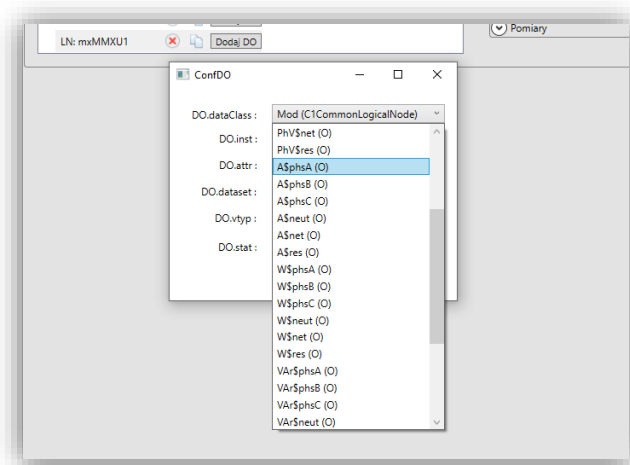 Pomiary
LN: mxMMXU1
Dodaj DO
ConfDO
DO.dataClass :
Mod (C1CommonLogicalNode)
DO.inst :
DO.attr :
DO.dataset :
DO.vtyp :
DO.stat :
PhV$net (O)
PhV$res (O)
A$phsA (O)
A$phsB (O)
A$phsC (O)
A$neut (O)
A$net (O)
A$res (O)
W$phsA (O)
W$phsB (O)
W$phsC (O)
W$neut (O)
W$net (O)
W$res (O)
VAr$phsA (O)
VAr$phsB (O)
VAr$phsC (O)
VAr$neut (O)